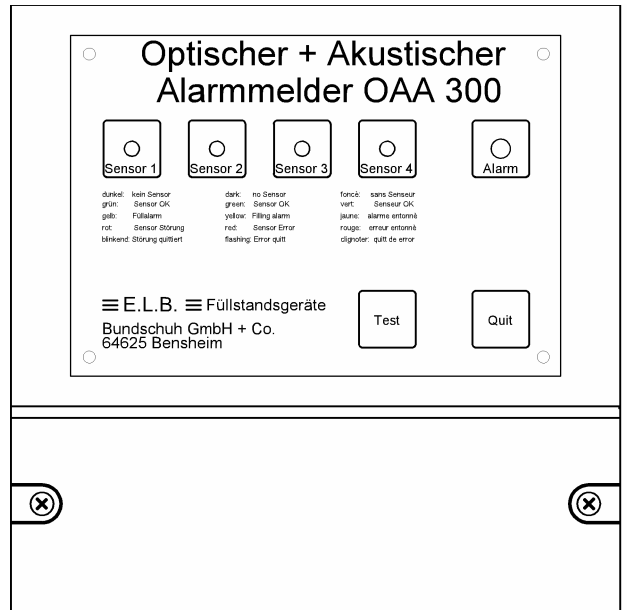 Optischer + Akustischer
Alarmmelder OAA 300
Sensor 1 Sensor 2 Sensor 3 Sensor 4 Alarm
dunkel: kein Sensor dark: no Sensor foncè: sans Senseur
grün: Sensor OK green: Sensor OK vert: Senseur OK
gelb: Füllalarm yellow: Filling alarm jaune: alarme entonnè
rot: Sensor Störung red: Sensor Error rouge: erreur entonnè
blinkend: Störung quittiert flashing: Error quitt clignoter: quit de error
E.L.B. Füllstandsgeräte
Bundschuh GmbH + Co.
64625 Bensheim
Test Quit